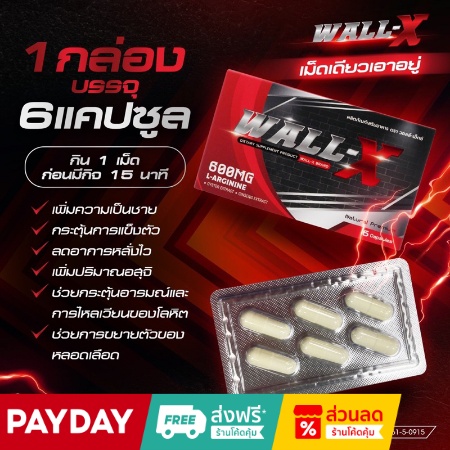 WALL-X
เม็ดเดียวเอาอยู่
1 กล่อง
บรรจุ
6 แคปซูล
กิน 1 เม็ด
ก่อนมีกิจ 15 นาที
เพิ่มความเป็นชาย
กระตุ้นการแข็งตัว
ลดอาการหลั่งไว
เพิ่มปริมาณอสุจิ
ช่วยกระตุ้นอารมณ์และ
การไหลเวียนของโลหิต
ช่วยการขยายตัวของ
หลอดเลือด
WALL-X
DIETARY SUPPLEMENT PRODUCT
600MG
L-ARGININE
Capsules
PAYDAY
FREE
ส่งฟรี*
ร้านโค้ดคุ้ม
%
ส่วนลด
ร้านโค้ดคุ้ม
61-5-0915